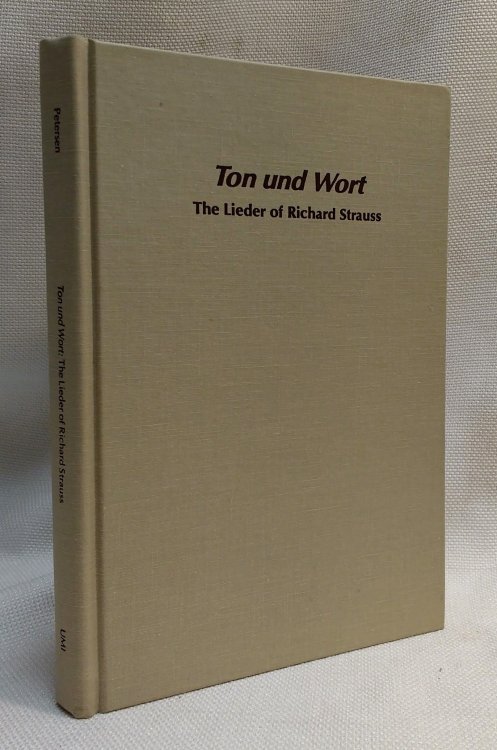 Ton und Wort
The Lieder of Richard Strauss
Petersen
Ton und Wort: The Lieder of Richard Strauss
UMI